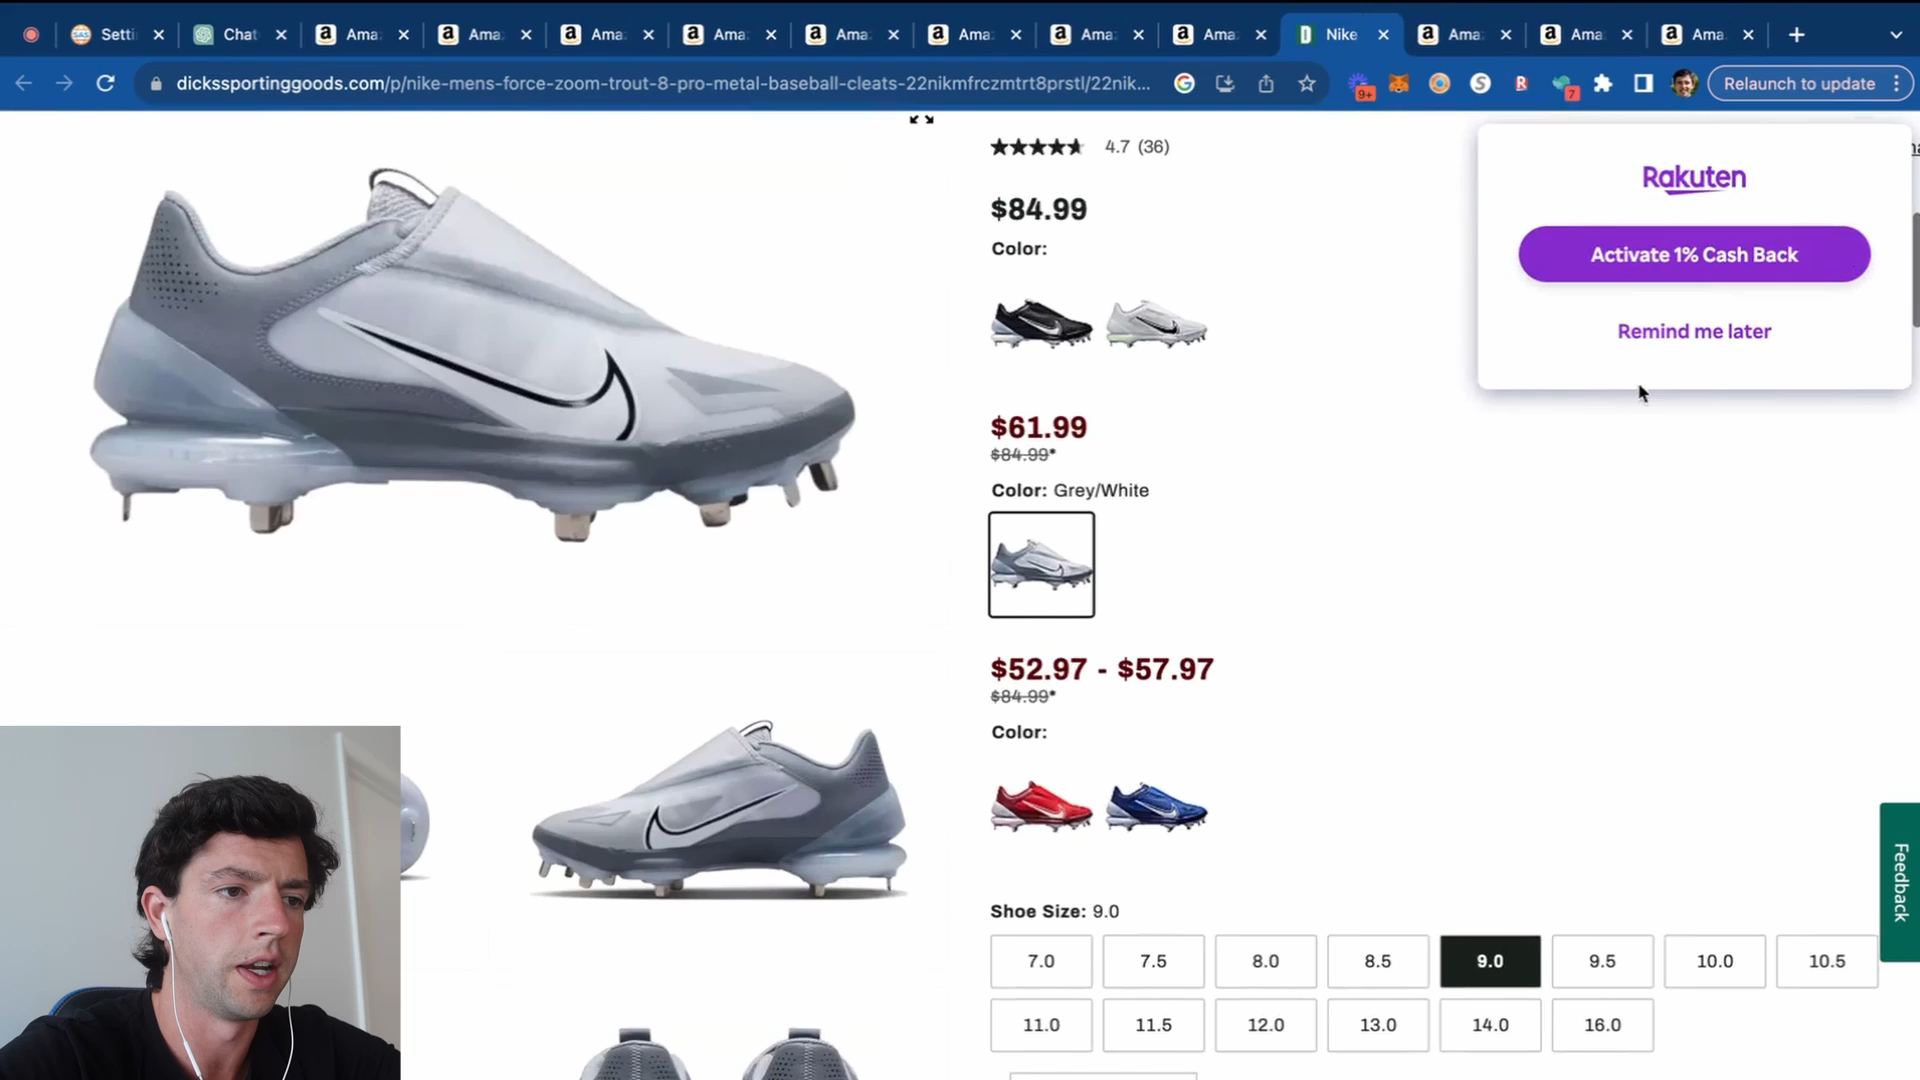 Setti
Chat
Ama
Ama
Ama
Ama
Ama
Ama
Ama
Ama
Nike
Ama
Ama
Ama
dickssportinggoods.com/p/nike-mens-force-zoom-trout-8-pro-metal-baseball-cleats-22nikmfrczmtrt8prstl/22nik...
9+
7
Relaunch to update
4.7 (36)
$84.99
Color:
Rakuten
Activate 1% Cash Back
Remind me later
$61.99
$84.99*
Color: Grey/White
$52.97 - $57.97
$84.99*
Color:
Feedback
Shoe Size: 9.0
7.0 7.5 8.0 8.5 9.0 9.5 10.0 10.5
11.0 11.5 12.0 13.0 14.0 16.0